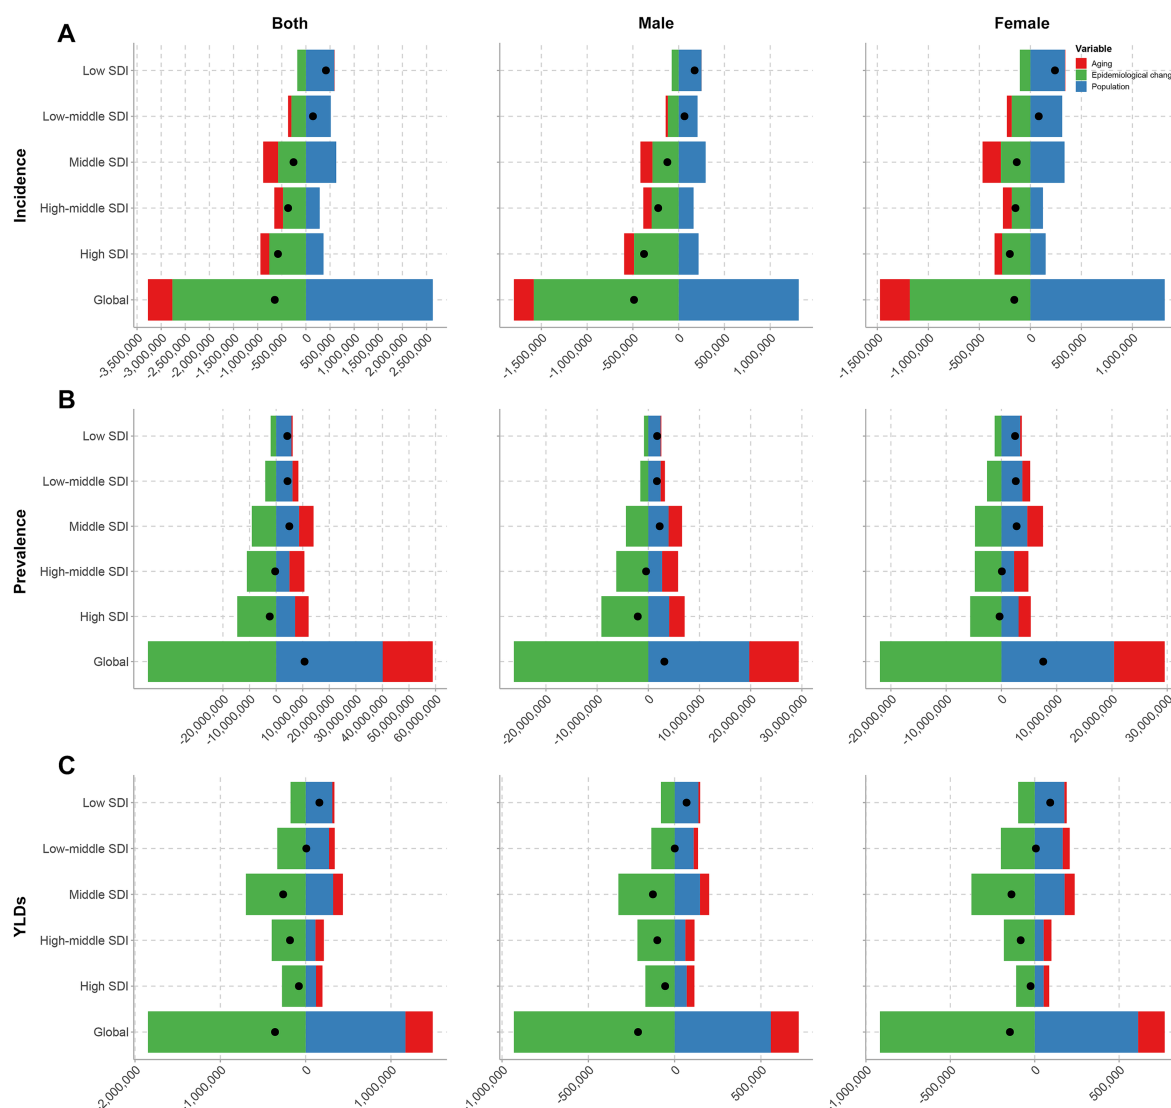 Both
Male
Female
A
Incidence
Low SDI
Low-middle SDI
Middle SDI
High-middle SDI
High SDI
Global
Variable
Aging
Epidemiological chang
Population
-3,500,000
-3,000,000
-2,500,000
-2,000,000
-1,500,000
-1,000,000
-500,000
0
500,000
1,000,000
1,500,000
2,000,000
2,500,000
-1,500,000
-1,000,000
-500,000
0
500,000
1,000,000
-1,500,000
-1,000,000
-500,000
0
500,000
1,000,000
B
Prevalence
Low SDI
Low-middle SDI
Middle SDI
High-middle SDI
High SDI
Global
-20,000,000
-10,000,000
0
10,000,000
20,000,000
30,000,000
40,000,000
50,000,000
60,000,000
-20,000,000
-10,000,000
0
10,000,000
20,000,000
30,000,000
-20,000,000
-10,000,000
0
10,000,000
20,000,000
30,000,000
C
YLDs
Low SDI
Low-middle SDI
Middle SDI
High-middle SDI
High SDI
Global
-2,000,000
-1,000,000
0
1,000,000
-1,000,000
-500,000
0
500,000
-1,000,000
-500,000
0
500,000